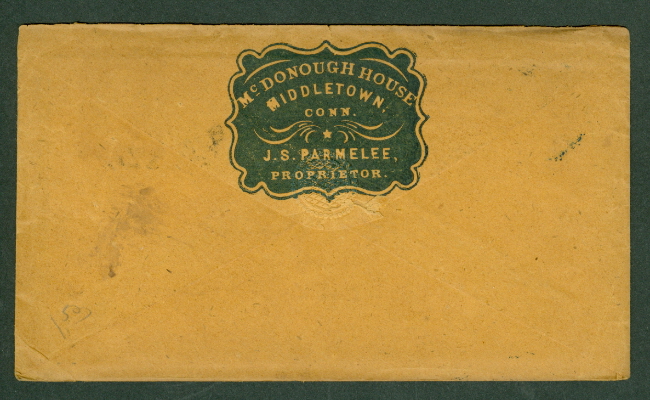 McDONOUGH HOUSE
MIDDLETOWN,
CONN.
J.S. PARMELEE,
PROPRIETOR.